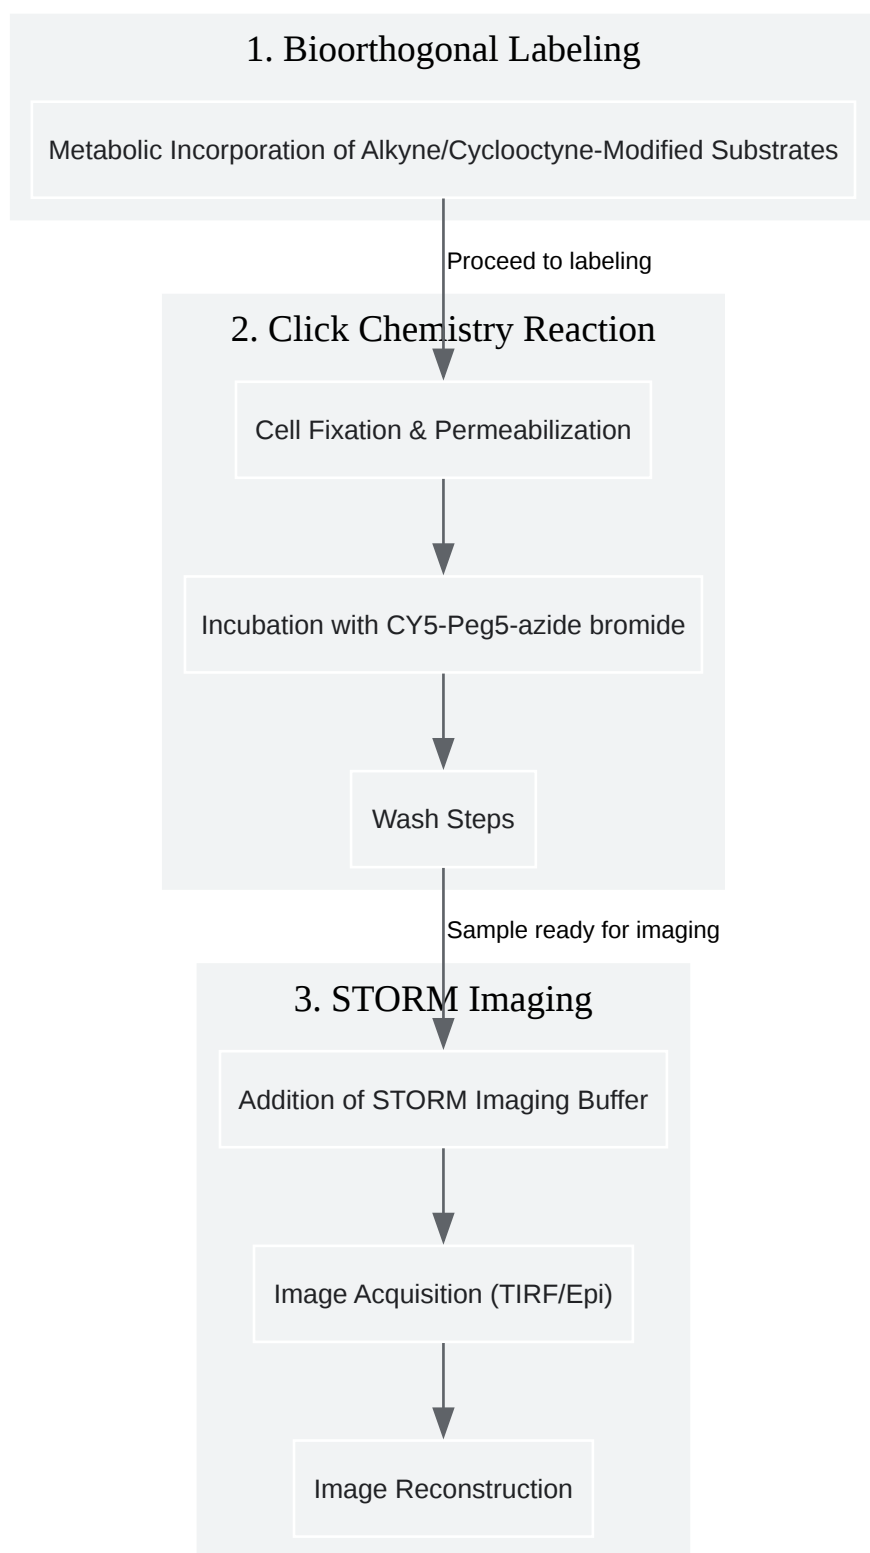 1. Bioorthogonal Labeling
Metabolic Incorporation of Alkyne/Cyclooctyne-Modified Substrates
Proceed to labeling
2. Click Chemistry Reaction
Cell Fixation & Permeabilization
Incubation with CY5-Peg5-azide bromide
Wash Steps
Sample ready for imaging
3. STORM Imaging
Addition of STORM Imaging Buffer
Image Acquisition (TIRF/Epi)
Image Reconstruction